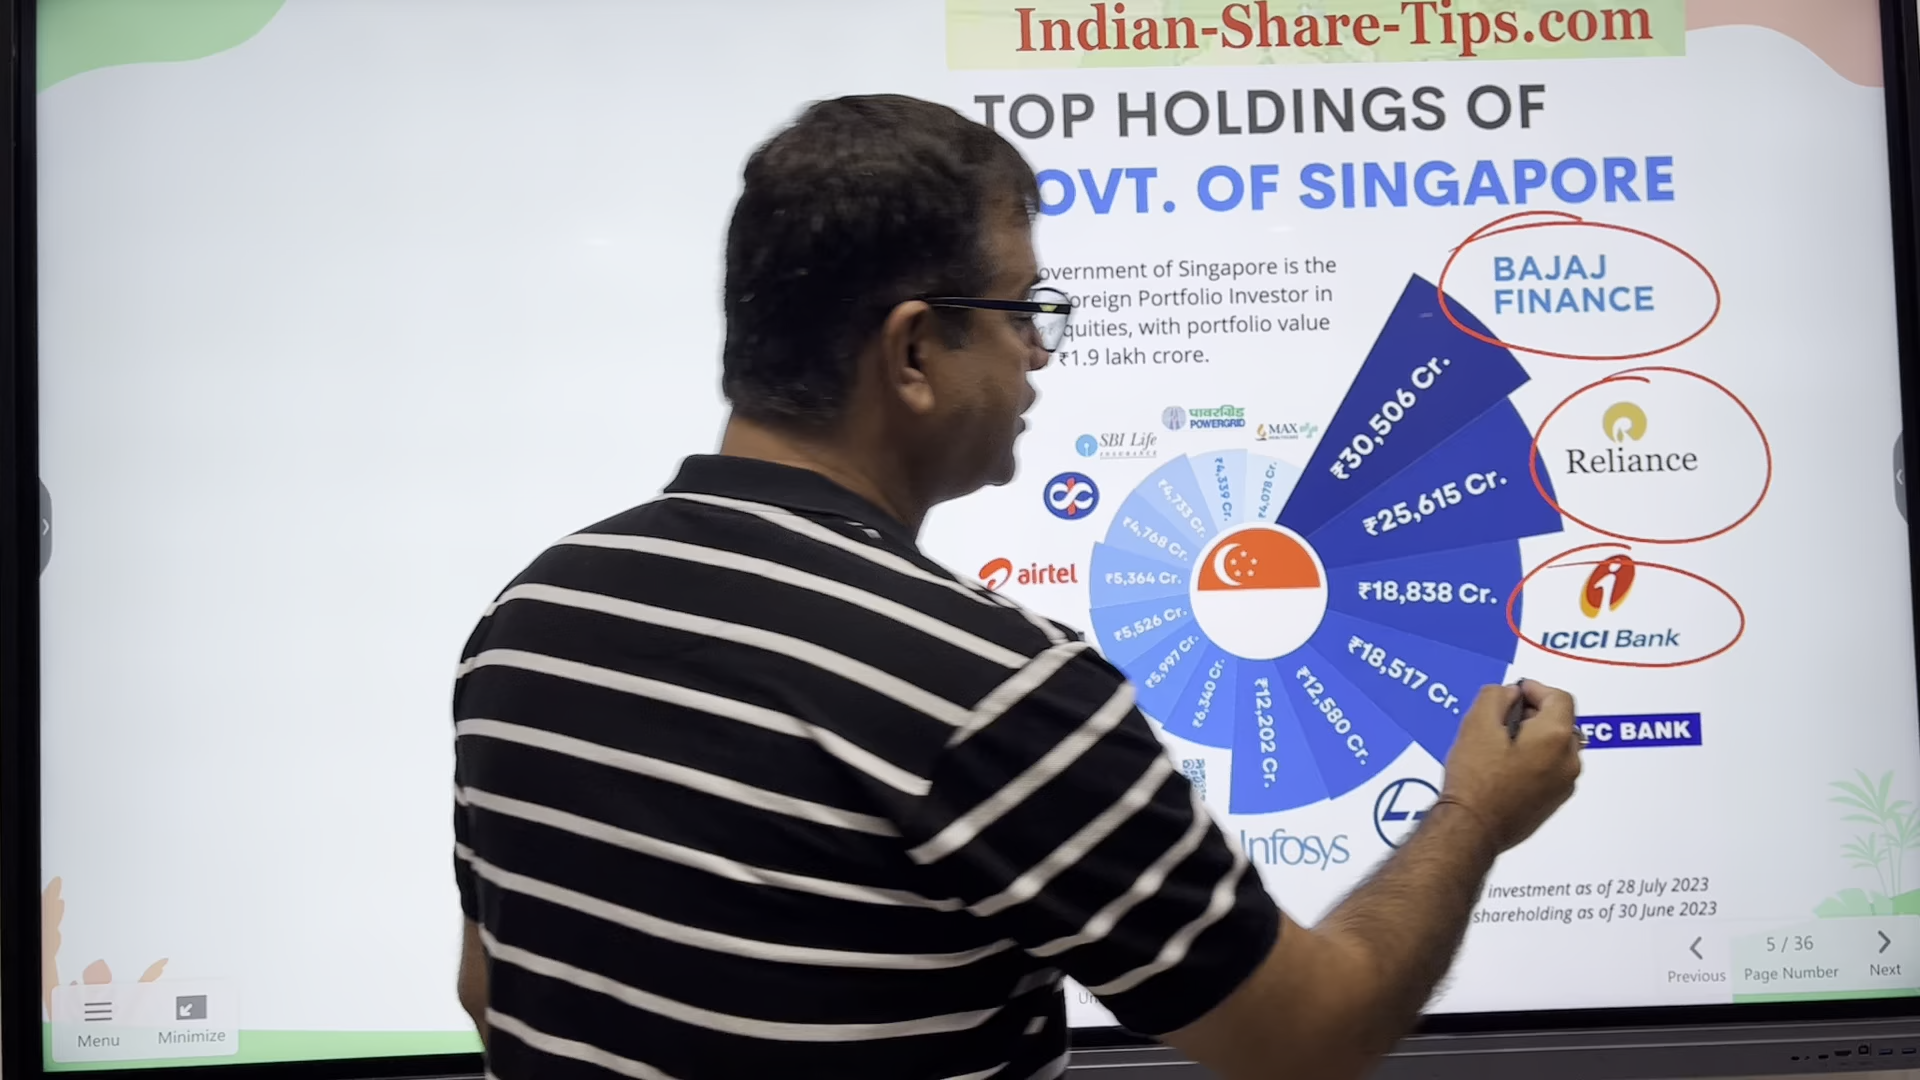 Indian-Share-Tips.com
TOP HOLDINGS OF
OVT. OF SINGAPORE
overnment of Singapore is the
oreign Portfolio Investor in
quities, with portfolio value
₹1.9 lakh crore.
BAJAJ
FINANCE
Reliance
ICICI Bank
FC BANK
Infosys
airtel
SBI Life
INSURANCE
पावरग्रिड
POWERGRID
MAX
₹30,506 Cr.
₹25,615 Cr.
₹18,838 Cr.
₹18,517 Cr.
₹12,580 Cr.
₹12,202 Cr.
₹6,340 Cr.
₹5,997 Cr.
₹5,526 Cr.
₹5,364 Cr.
₹4,768 Cr.
₹4,733 Cr.
₹4,339 Cr.
₹4,078 Cr.
investment as of 28 July 2023
shareholding as of 30 June 2023
Previous
5 / 36
Page Number
Next
Menu
Minimize